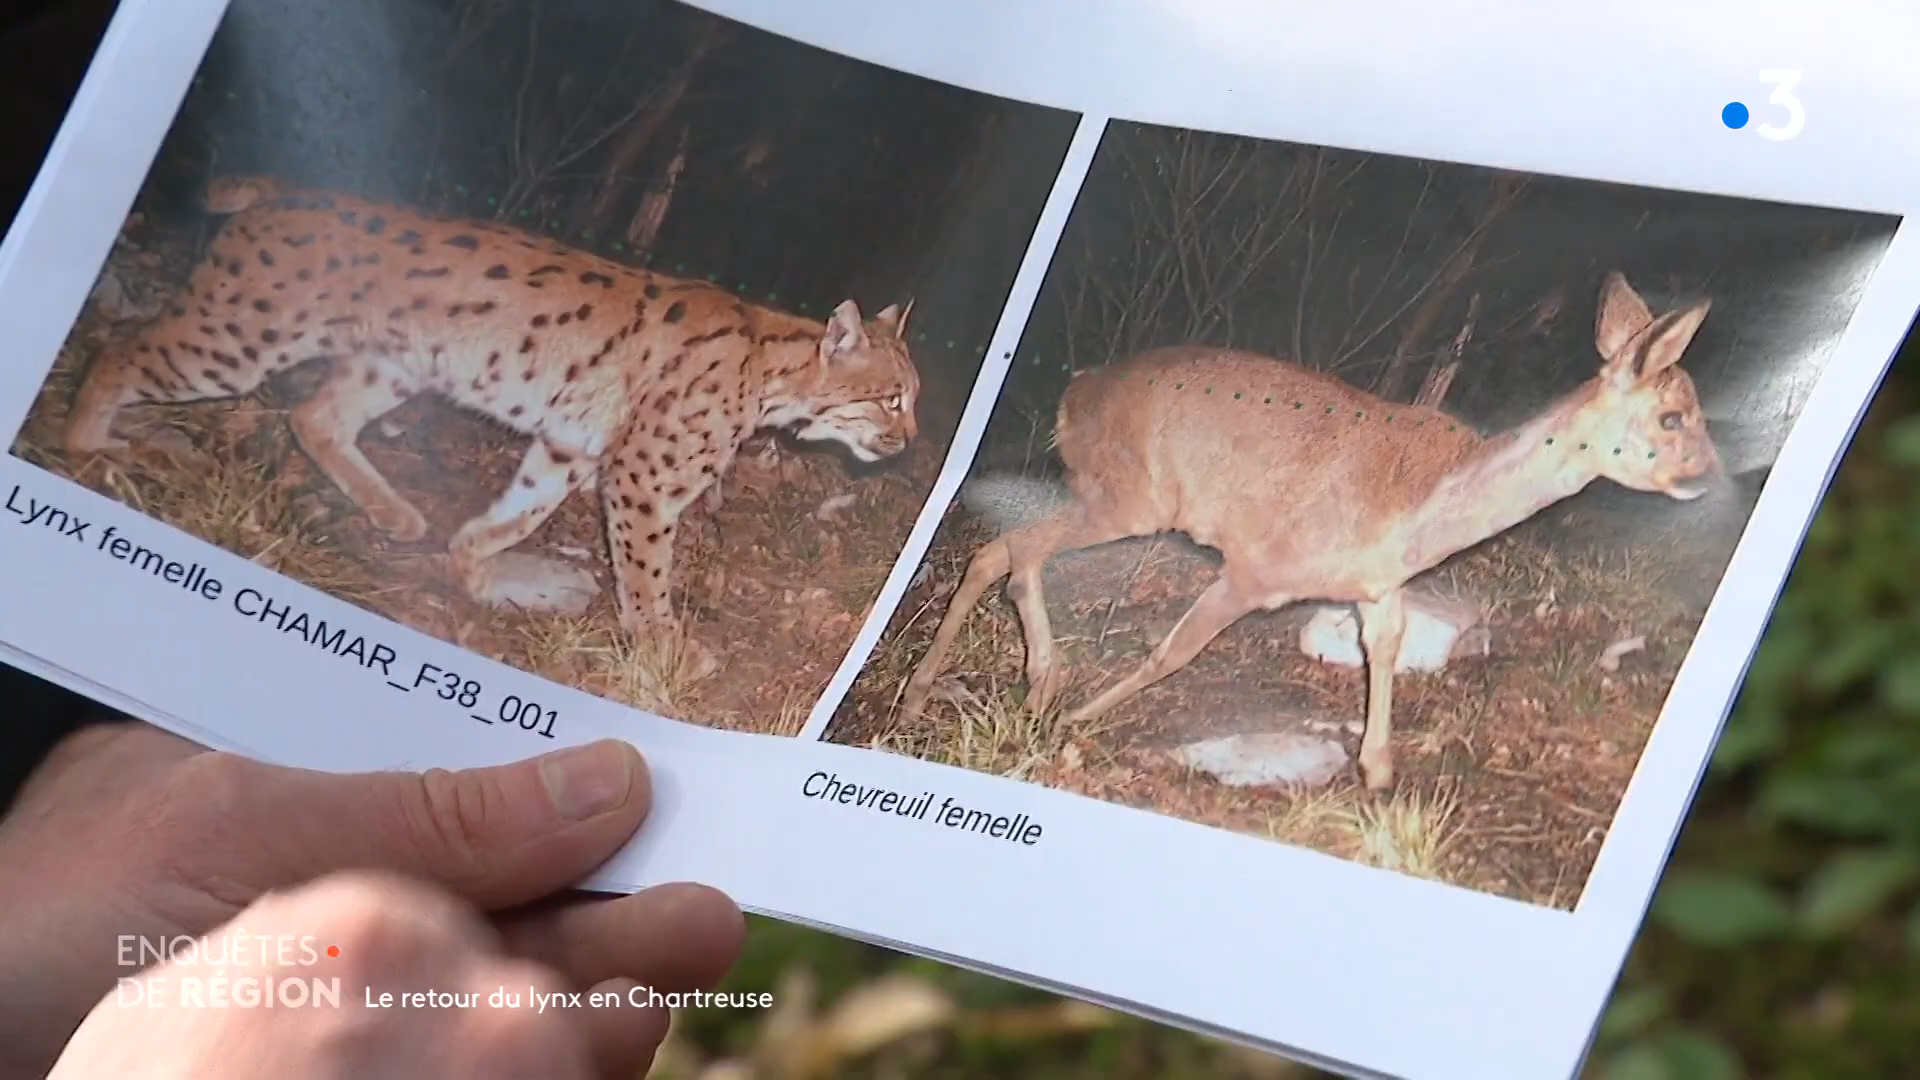 3
Lynx femelle CHAMAR_F38_001
Chevreuil femelle
ENQUÊTES
DE RÉGION
Le retour du lynx en Chartreuse